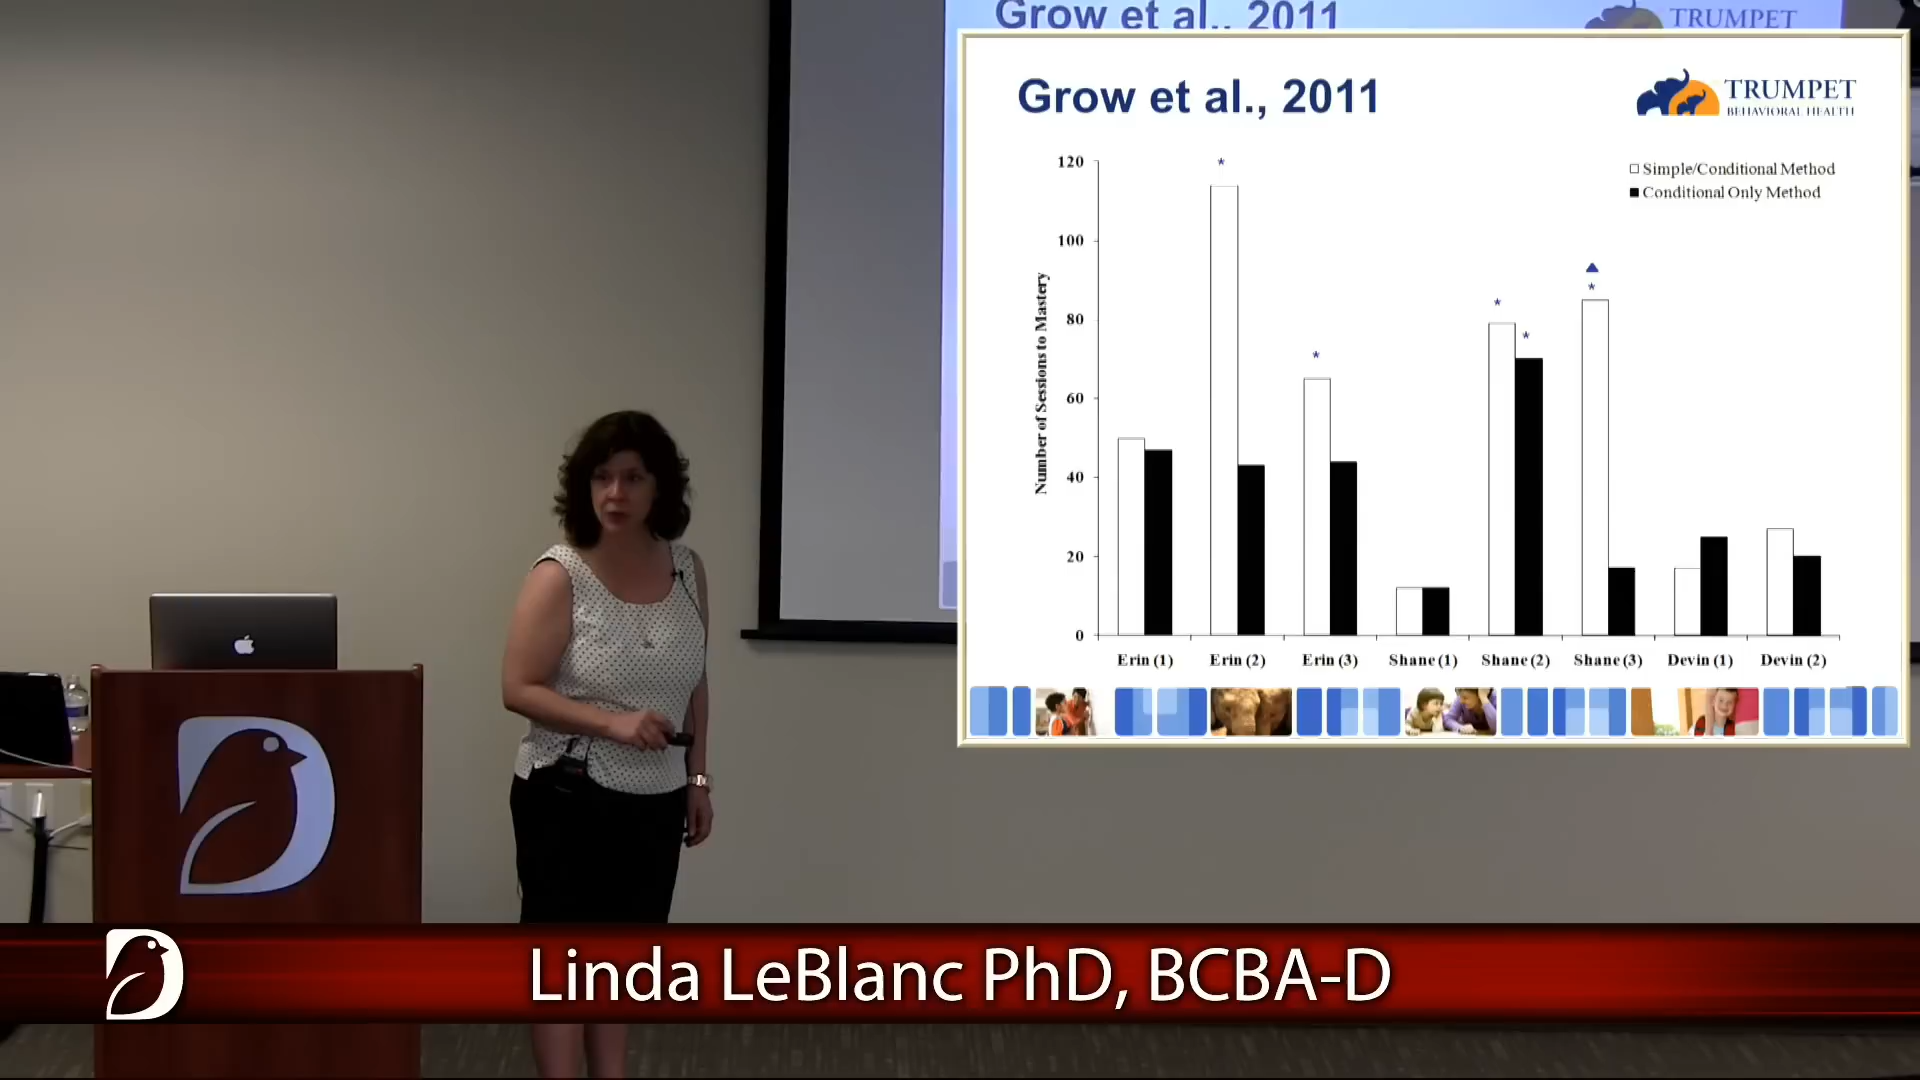 Grow et al., 2011
TRUMPET
Grow et al., 2011
TRUMPET
BEHAVIORAL HEALTH
□ Simple/Conditional Method
■ Conditional Only Method
Number of Sessions to Mastery
120
100
80
60
40
20
0
* 
* 
* 
* 
▲
* 
Erin (1) Erin (2) Erin (3) Shane (1) Shane (2) Shane (3) Devin (1) Devin (2)
D
D
Linda LeBlanc PhD, BCBA-D